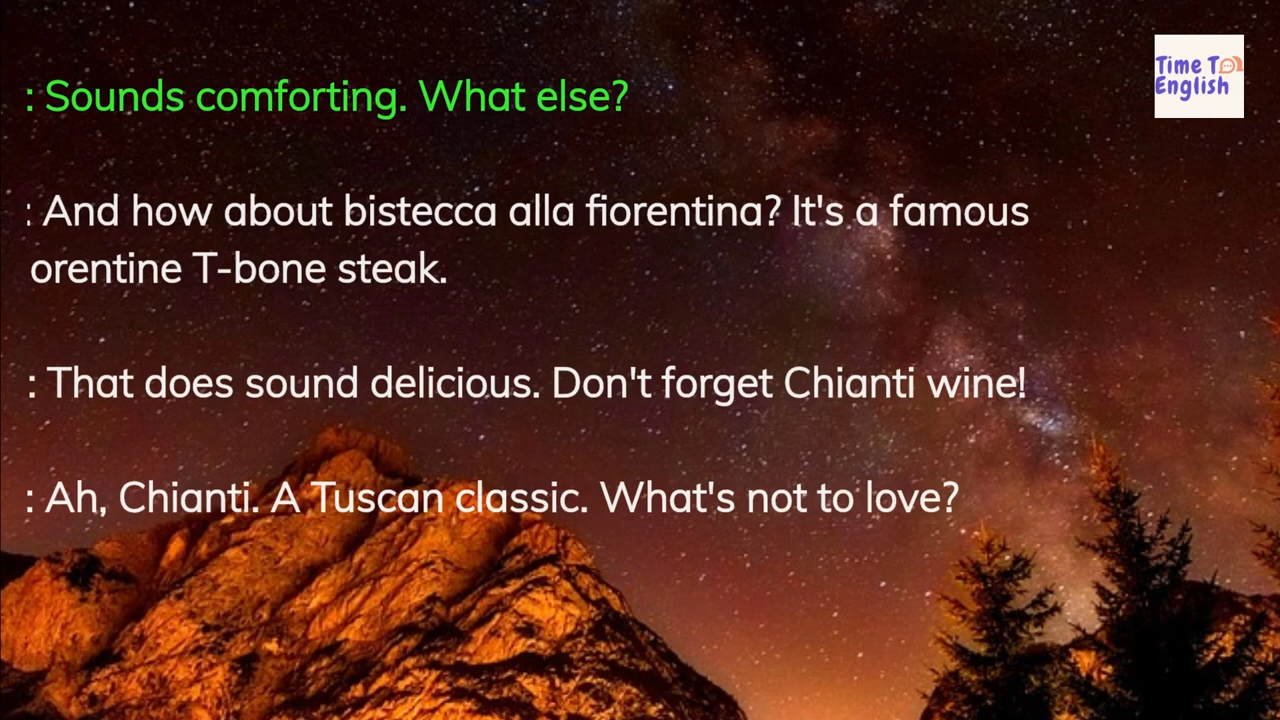 : Sounds comforting. What else?
Time To
English
: And how about bistecca alla fiorentina? It's a famous
orentine T-bone steak.
: That does sound delicious. Don't forget Chianti wine!
: Ah, Chianti. A Tuscan classic. What's not to love?